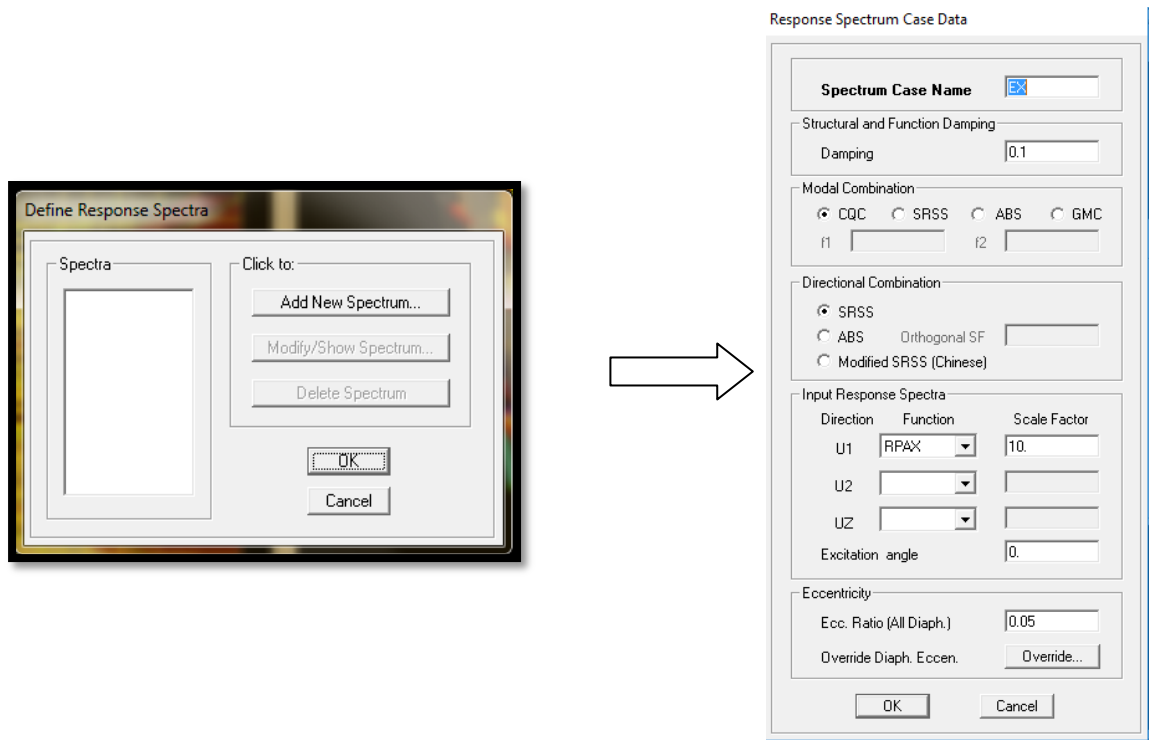 Define Response Spectra
Spectra
Click to:
Add New Spectrum...
Modify/Show Spectrum...
Delete Spectrum
OK
Cancel
Response Spectrum Case Data
Spectrum Case Name EX
Structural and Function Damping
Damping 0.1
Modal Combination
CQC SRSS ABS GMC
f1 f2
Directional Combination
SRSS
ABS Orthogonal SF
Modified SRSS (Chinese)
Input Response Spectra
Direction Function Scale Factor
U1 RPAX 10.
U2
UZ
Excitation angle 0.
Eccentricity
Ecc. Ratio (All Diaph.) 0.05
Override Diaph. Eccen. Override...
OK Cancel